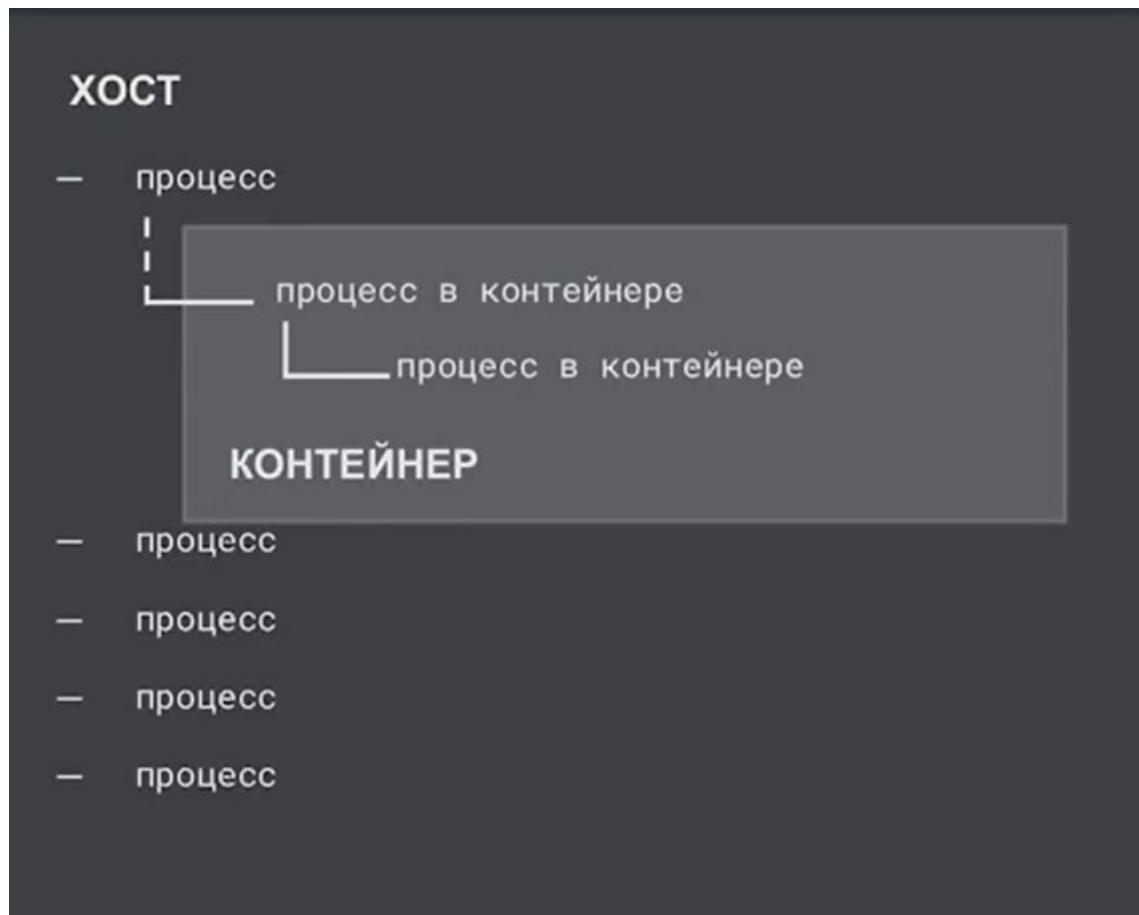 ХОСТ
— процесс
процесс в контейнере
процесс в контейнере
КОНТЕЙНЕР
— процесс
— процесс
— процесс
— процесс